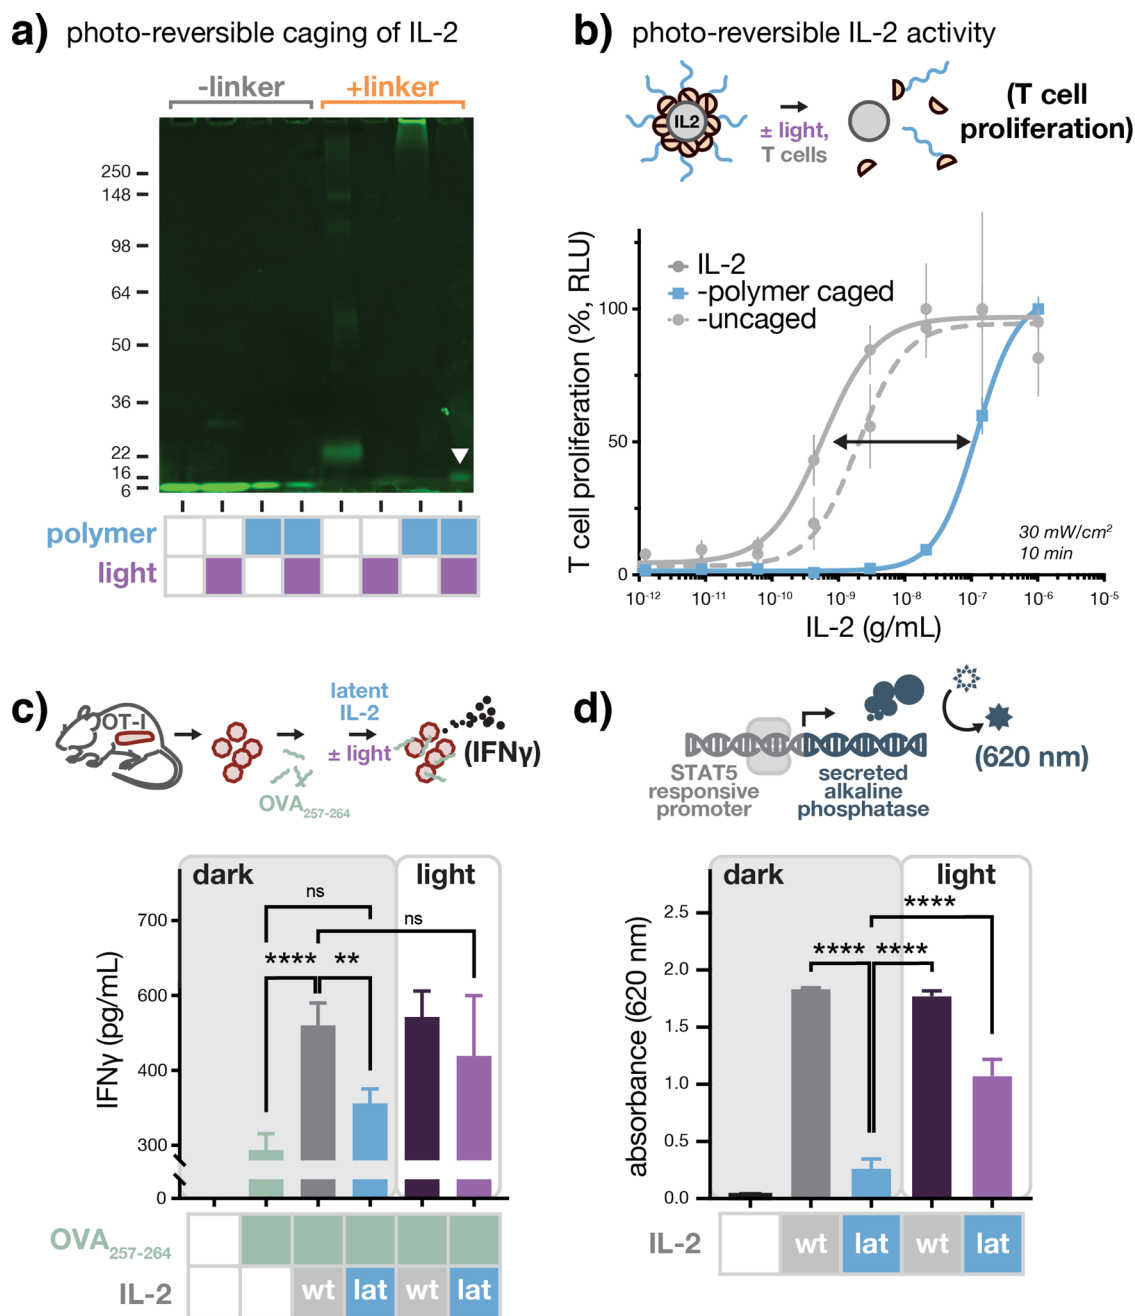 a) photo-reversible caging of IL-2
-linker +linker
250
148
98
64
50
36
22
16
6
polymer
light
b) photo-reversible IL-2 activity
IL2
± light,
T cells
(T cell
proliferation)
IL-2
-polymer caged
-uncaged
T cell proliferation (%, RLU)
100
50
0
30 mW/cm²
10 min
10⁻¹² 10⁻¹¹ 10⁻¹⁰ 10⁻⁹ 10⁻⁸ 10⁻⁷ 10⁻⁶ 10⁻⁵
IL-2 (g/mL)
c)
OT-I
OVA₂₅₇₋₂₆₄
latent
IL-2
± light
(IFNγ)
dark light
ns
ns
**** **
IFNγ (pg/mL)
700
600
400
300
0
OVA₂₅₇₋₂₆₄
IL-2 wt lat wt lat
d)
STAT5
responsive
promoter
secreted
alkaline
phosphatase
(620 nm)
dark light
****
**** ****
absorbance (620 nm)
2.5
2.0
1.5
1.0
0.5
0.0
IL-2 wt lat wt lat